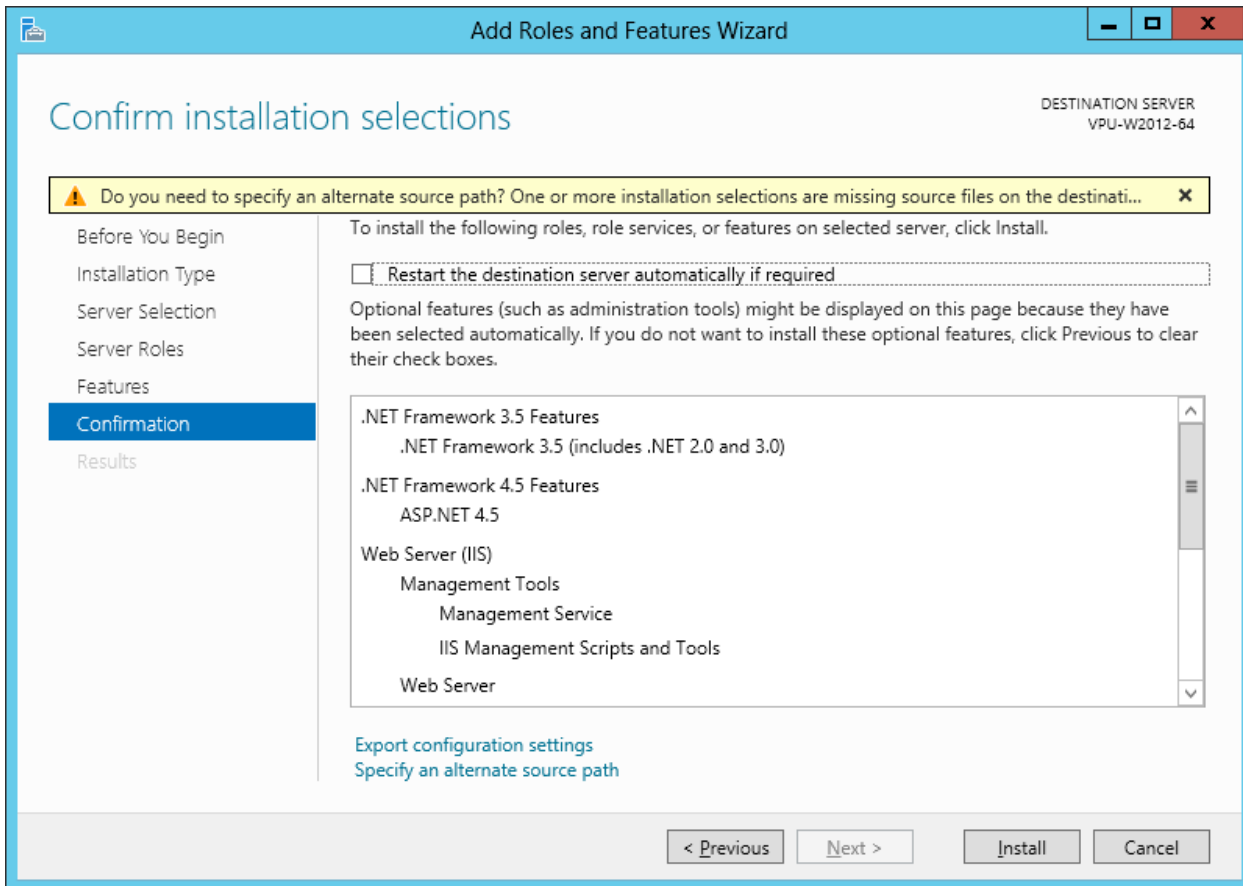 Add Roles and Features Wizard
Confirm installation selections
DESTINATION SERVER
VPU-W2012-64
Do you need to specify an alternate source path? One or more installation selections are missing source files on the destinati...
Before You Begin
Installation Type
Server Selection
Server Roles
Features
Confirmation
Results
To install the following roles, role services, or features on selected server, click Install.
Restart the destination server automatically if required
Optional features (such as administration tools) might be displayed on this page because they have
been selected automatically. If you do not want to install these optional features, click Previous to clear
their check boxes.
.NET Framework 3.5 Features
.NET Framework 3.5 (includes .NET 2.0 and 3.0)
.NET Framework 4.5 Features
ASP.NET 4.5
Web Server (IIS)
Management Tools
Management Service
IIS Management Scripts and Tools
Web Server
Export configuration settings
Specify an alternate source path
< Previous
Next >
Install
Cancel